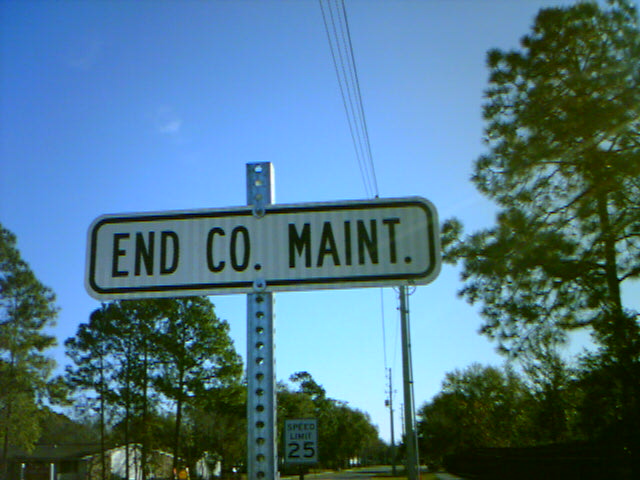 END CO. MAINT.
SPEED
LIMIT
25